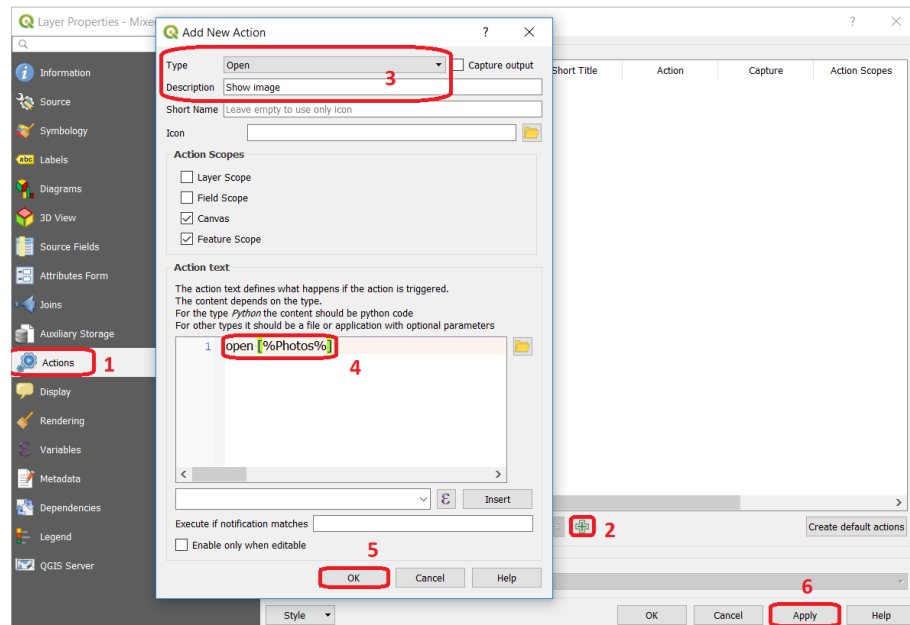 Layer Properties - Mixe
?
Information
Source
Symbology
abc Labels
Diagrams
3D View
Source Fields
Attributes Form
Joins
Auxiliary Storage
Actions
1
Display
Rendering
Variables
Metadata
Dependencies
Legend
QGIS Server
Add New Action
?
Type Open Capture output
3
Description Show image
Short Name Leave empty to use only icon
Icon
Action Scopes
Layer Scope
Field Scope
Canvas
Feature Scope
Action text
The action text defines what happens if the action is triggered.
The content depends on the type.
For the type Python the content should be python code
For other types it should be a file or application with optional parameters
1 open [%Photos%]
4
ε Insert
Execute if notification matches
Enable only when editable
5
OK Cancel Help
Short Title Action Capture Action Scopes
2
Create default actions
6
Style OK Cancel Apply Help